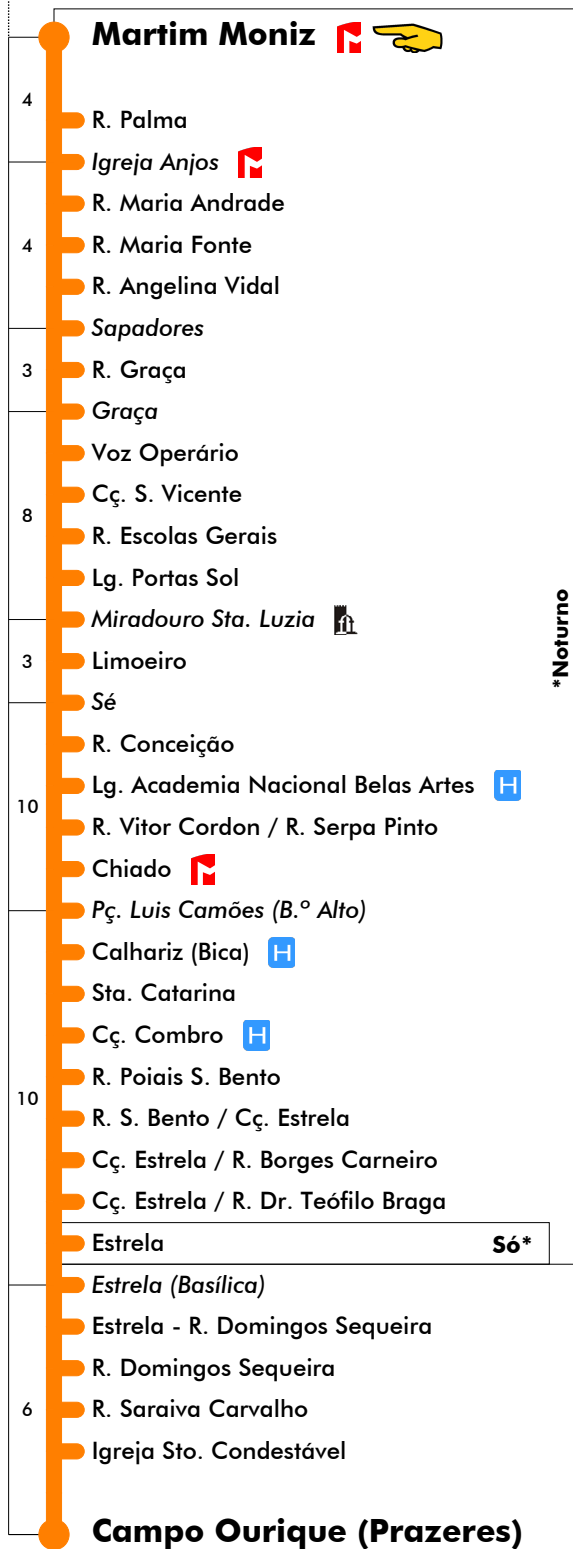 Martim Moniz
4
R. Palma
Igreja Anjos
R. Maria Andrade
4
R. Maria Fonte
R. Angelina Vidal
Sapadores
3
R. Graça
Graça
Voz Operário
Cç. S. Vicente
8
R. Escolas Gerais
Lg. Portas Sol
Miradouro Sta. Luzia
*Noturno
3
Limoeiro
Sé
R. Conceição
Lg. Academia Nacional Belas Artes H
10
R. Vitor Cordon / R. Serpa Pinto
Chiado
Pç. Luis Camões (B.º Alto)
Calhariz (Bica) H
Sta. Catarina
Cç. Combro H
R. Poiais S. Bento
10
R. S. Bento / Cç. Estrela
Cç. Estrela / R. Borges Carneiro
Cç. Estrela / R. Dr. Teófilo Braga
Estrela Só*
Estrela (Basílica)
Estrela - R. Domingos Sequeira
R. Domingos Sequeira
6
R. Saraiva Carvalho
Igreja Sto. Condestável
Campo Ourique (Prazeres)